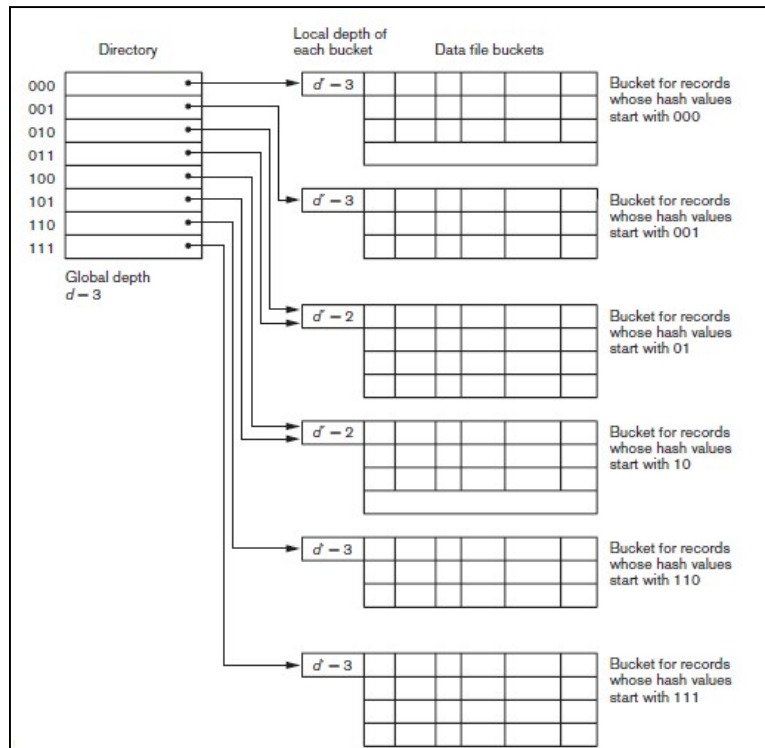 Directory
Local depth of
each bucket
Data file buckets
000
001
010
011
100
101
110
111
Global depth
d – 3
d′ – 3
Bucket for records
whose hash values
start with 000
d′ – 3
Bucket for records
whose hash values
start with 001
d′ – 2
Bucket for records
whose hash values
start with 01
d′ – 2
Bucket for records
whose hash values
start with 10
d′ – 3
Bucket for records
whose hash values
start with 110
d′ – 3
Bucket for records
whose hash values
start with 111